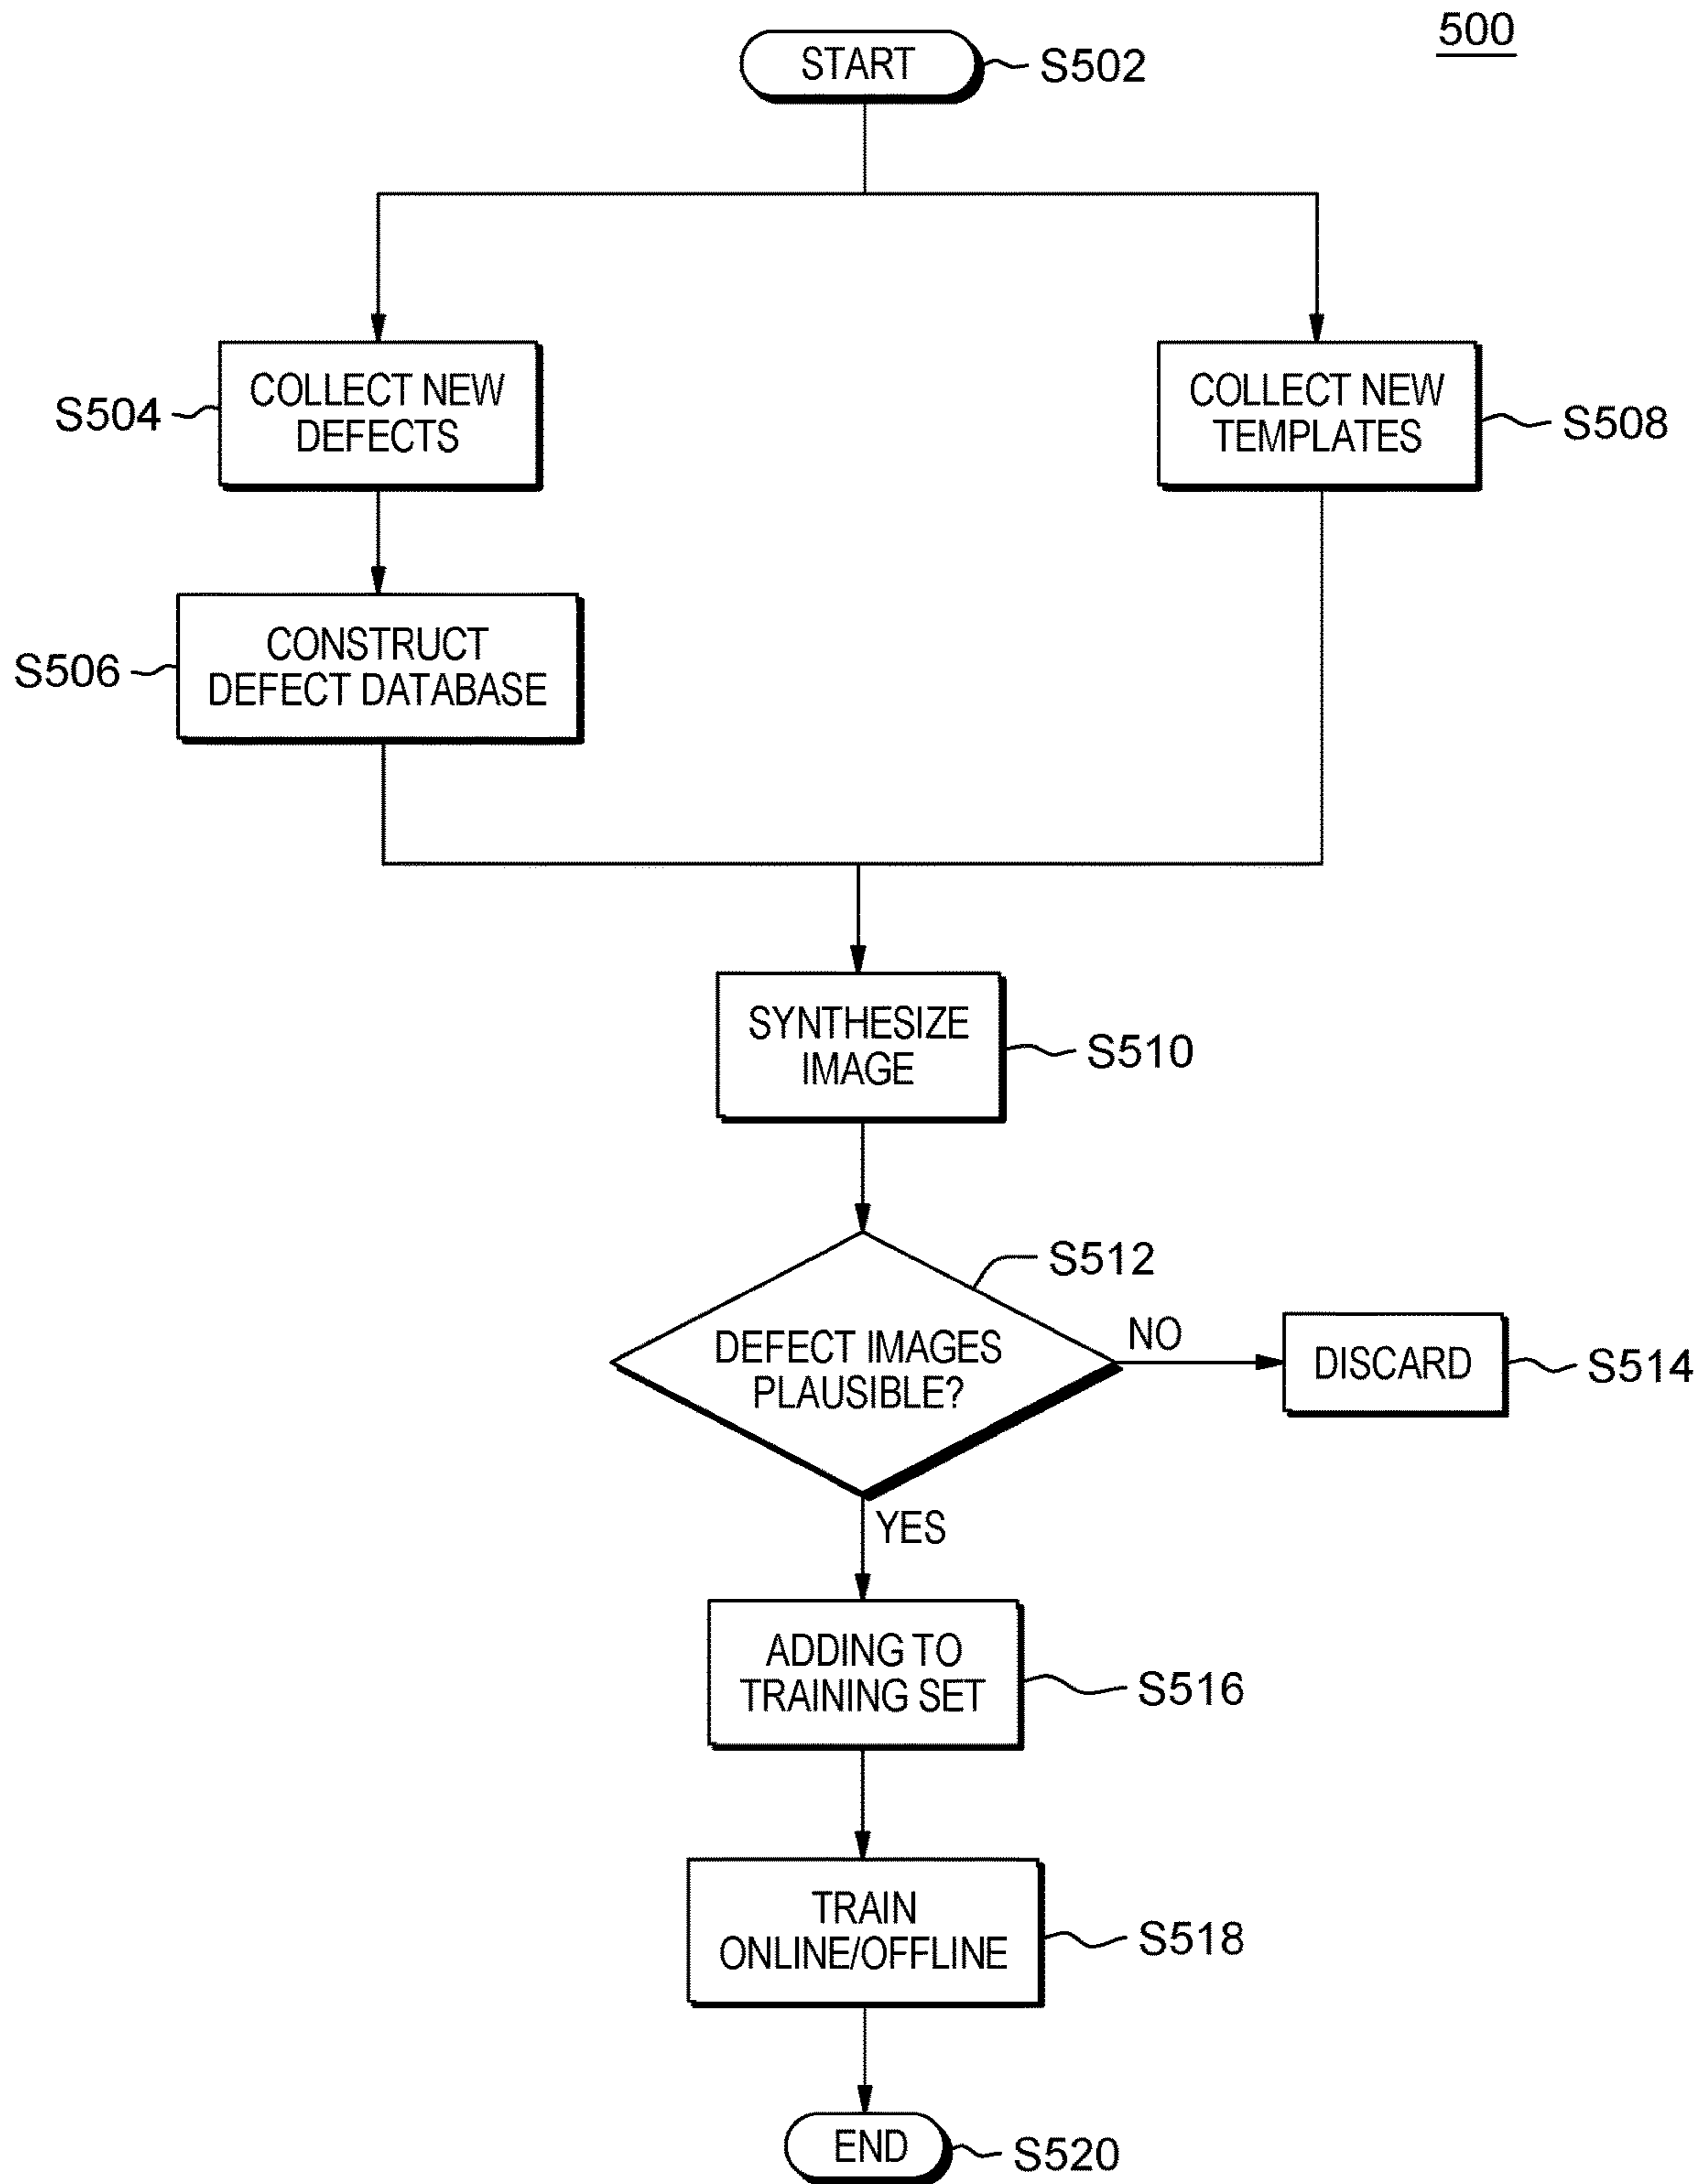 500
START
S502
COLLECT NEW
DEFECTS
S504
COLLECT NEW
TEMPLATES
S508
CONSTRUCT
DEFECT DATABASE
S506
SYNTHESIZE
IMAGE
S510
S512
DEFECT IMAGES
PLAUSIBLE?
NO
DISCARD
S514
YES
ADDING TO
TRAINING SET
S516
TRAIN
ONLINE/OFFLINE
S518
END
S520